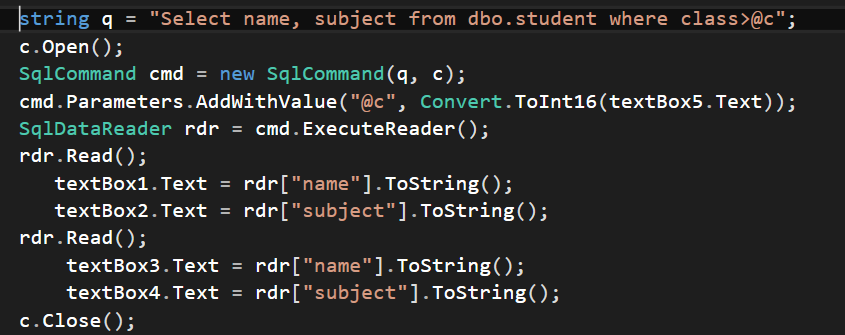 string q = "Select name, subject from dbo.student where class>@c";
c.Open();
SqlCommand cmd = new SqlCommand(q, c);
cmd.Parameters.AddWithValue("@c", Convert.ToInt16(textBox5.Text));
SqlDataReader rdr = cmd.ExecuteReader();
rdr.Read();
textBox1.Text = rdr["name"].ToString();
textBox2.Text = rdr["subject"].ToString();
rdr.Read();
textBox3.Text = rdr["name"].ToString();
textBox4.Text = rdr["subject"].ToString();
c.Close();